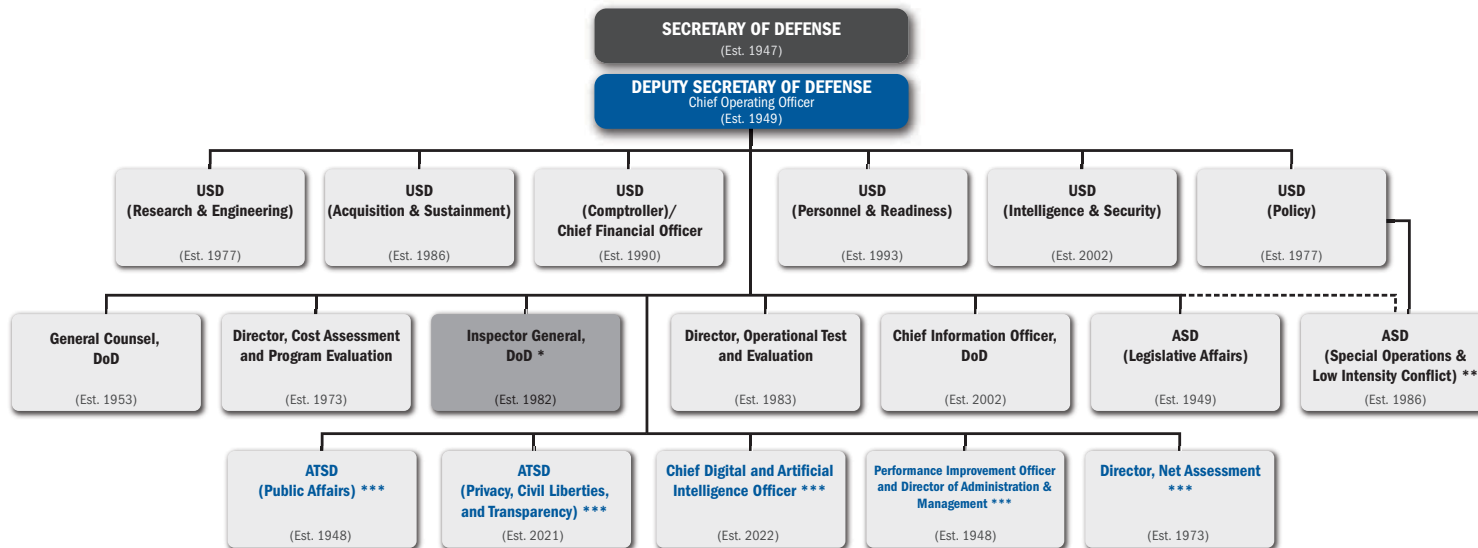 SECRETARY OF DEFENSE
(Est. 1947)
DEPUTY SECRETARY OF DEFENSE
Chief Operating Officer
(Est. 1949)
USD
(Research & Engineering)
(Est. 1977)
USD
(Acquisition & Sustainment)
(Est. 1986)
USD
(Comptroller)/
Chief Financial Officer
(Est. 1990)
USD
(Personnel & Readiness)
(Est. 1993)
USD
(Intelligence & Security)
(Est. 2002)
USD
(Policy)
(Est. 1977)
General Counsel,
DoD
(Est. 1953)
Director, Cost Assessment
and Program Evaluation
(Est. 1973)
Inspector General,
DoD *
(Est. 1982)
Director, Operational Test
and Evaluation
(Est. 1983)
Chief Information Officer,
DoD
(Est. 2002)
ASD
(Legislative Affairs)
(Est. 1949)
ASD
(Special Operations &
Low Intensity Conflict) **
(Est. 1986)
ATSD
(Public Affairs) ***
(Est. 1948)
ATSD
(Privacy, Civil Liberties,
and Transparency) ***
(Est. 2021)
Chief Digital and Artificial
Intelligence Officer ***
(Est. 2022)
Performance Improvement Officer
and Director of Administration &
Management ***
(Est. 1948)
Director, Net Assessment
***
(Est. 1973)